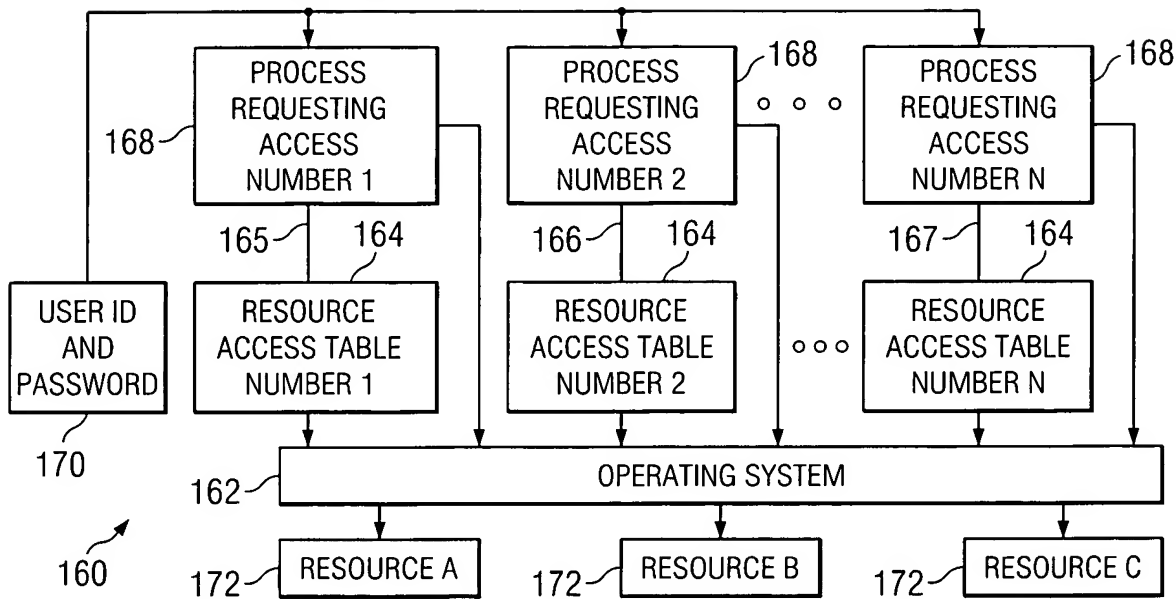 PROCESS
REQUESTING
ACCESS
NUMBER 1
168
PROCESS
REQUESTING
ACCESS
NUMBER 2
168
PROCESS
REQUESTING
ACCESS
NUMBER N
168
165
164
166
164
167
164
USER ID
AND
PASSWORD
170
RESOURCE
ACCESS TABLE
NUMBER 1
RESOURCE
ACCESS TABLE
NUMBER 2
RESOURCE
ACCESS TABLE
NUMBER N
162
OPERATING SYSTEM
160
172
RESOURCE A
172
RESOURCE B
172
RESOURCE C